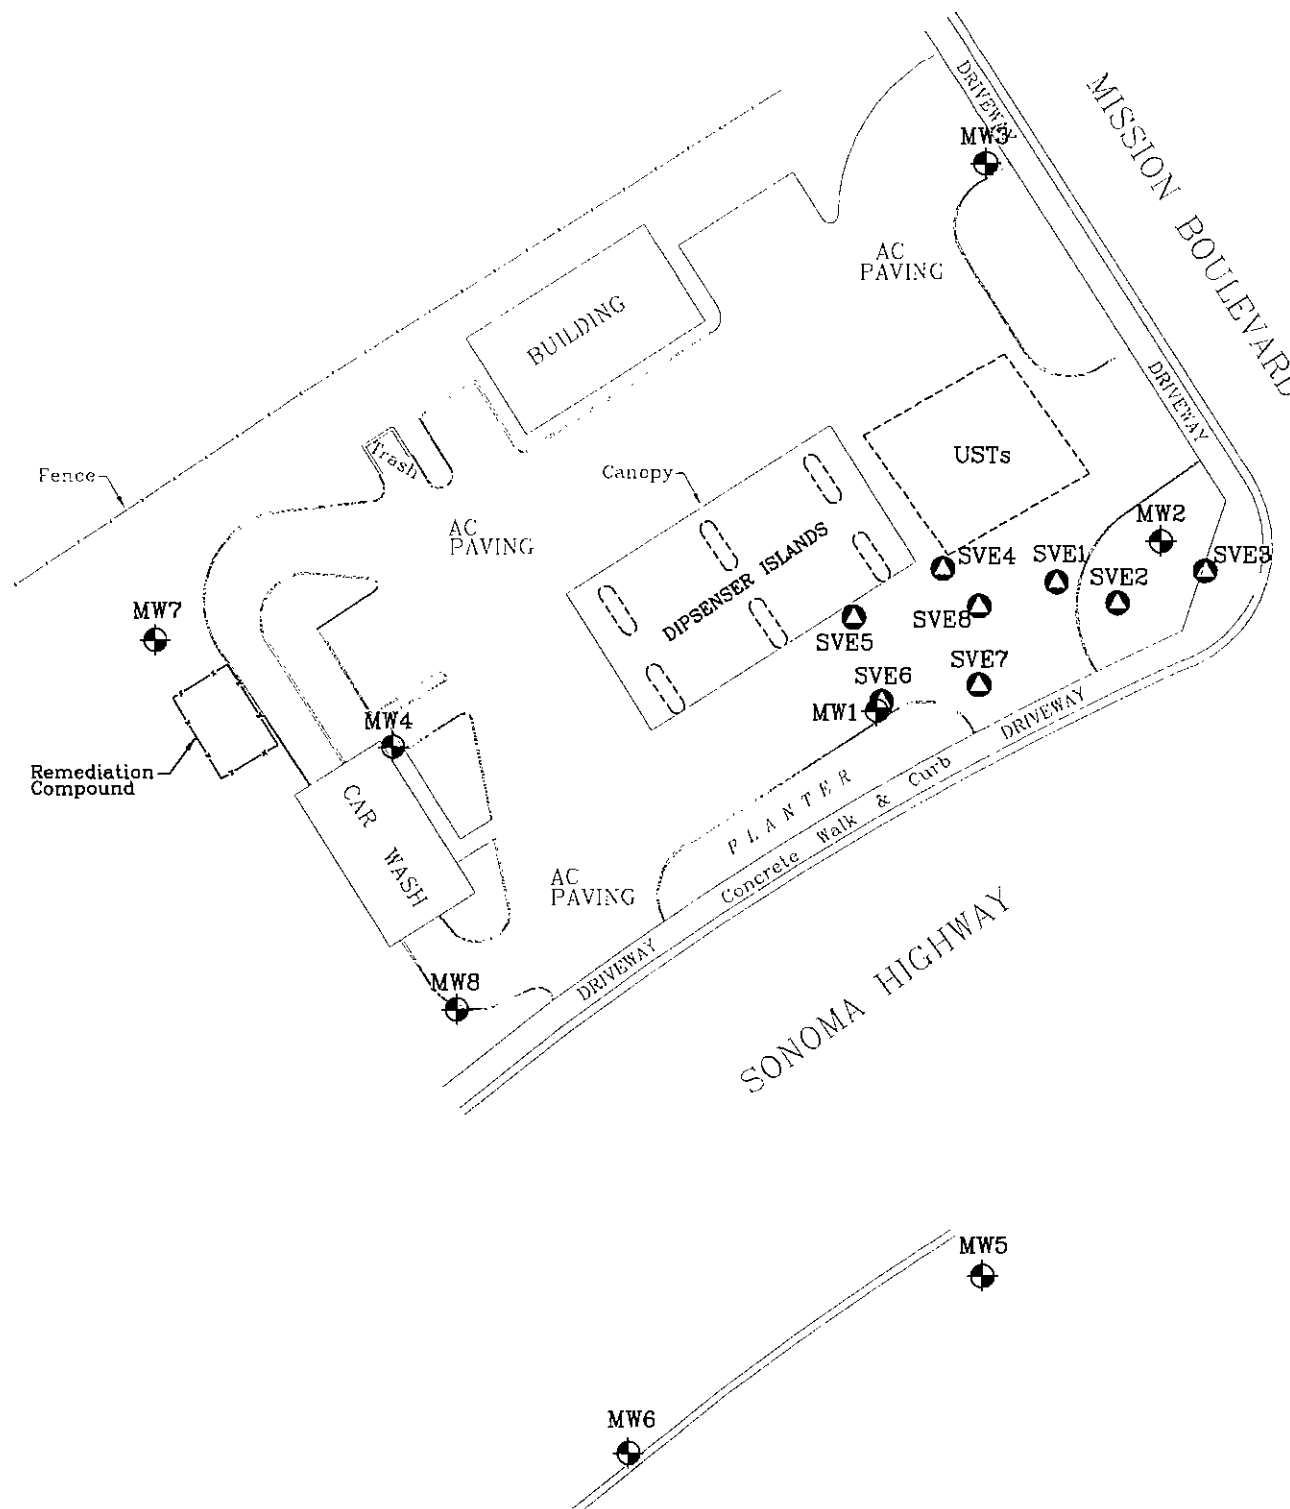 DRIVEWAY
MISSION BOULEVARD
MW3
AC
PAVING
BUILDING
DRIVEWAY
Trash
Fence
Canopy
USTs
AC
PAVING
MW2
DIPSENSER ISLANDS
SVE4
SVE1
SVE3
SVE2
MW7
SVE8
SVE5
SVE7
SVE6
MW1
MW4
DRIVEWAY
Remediation
Compound
PLANTER
Concrete Walk & Curb
CAR WASH
AC
PAVING
DRIVEWAY
MW8
SONOMA HIGHWAY
MW5
MW6